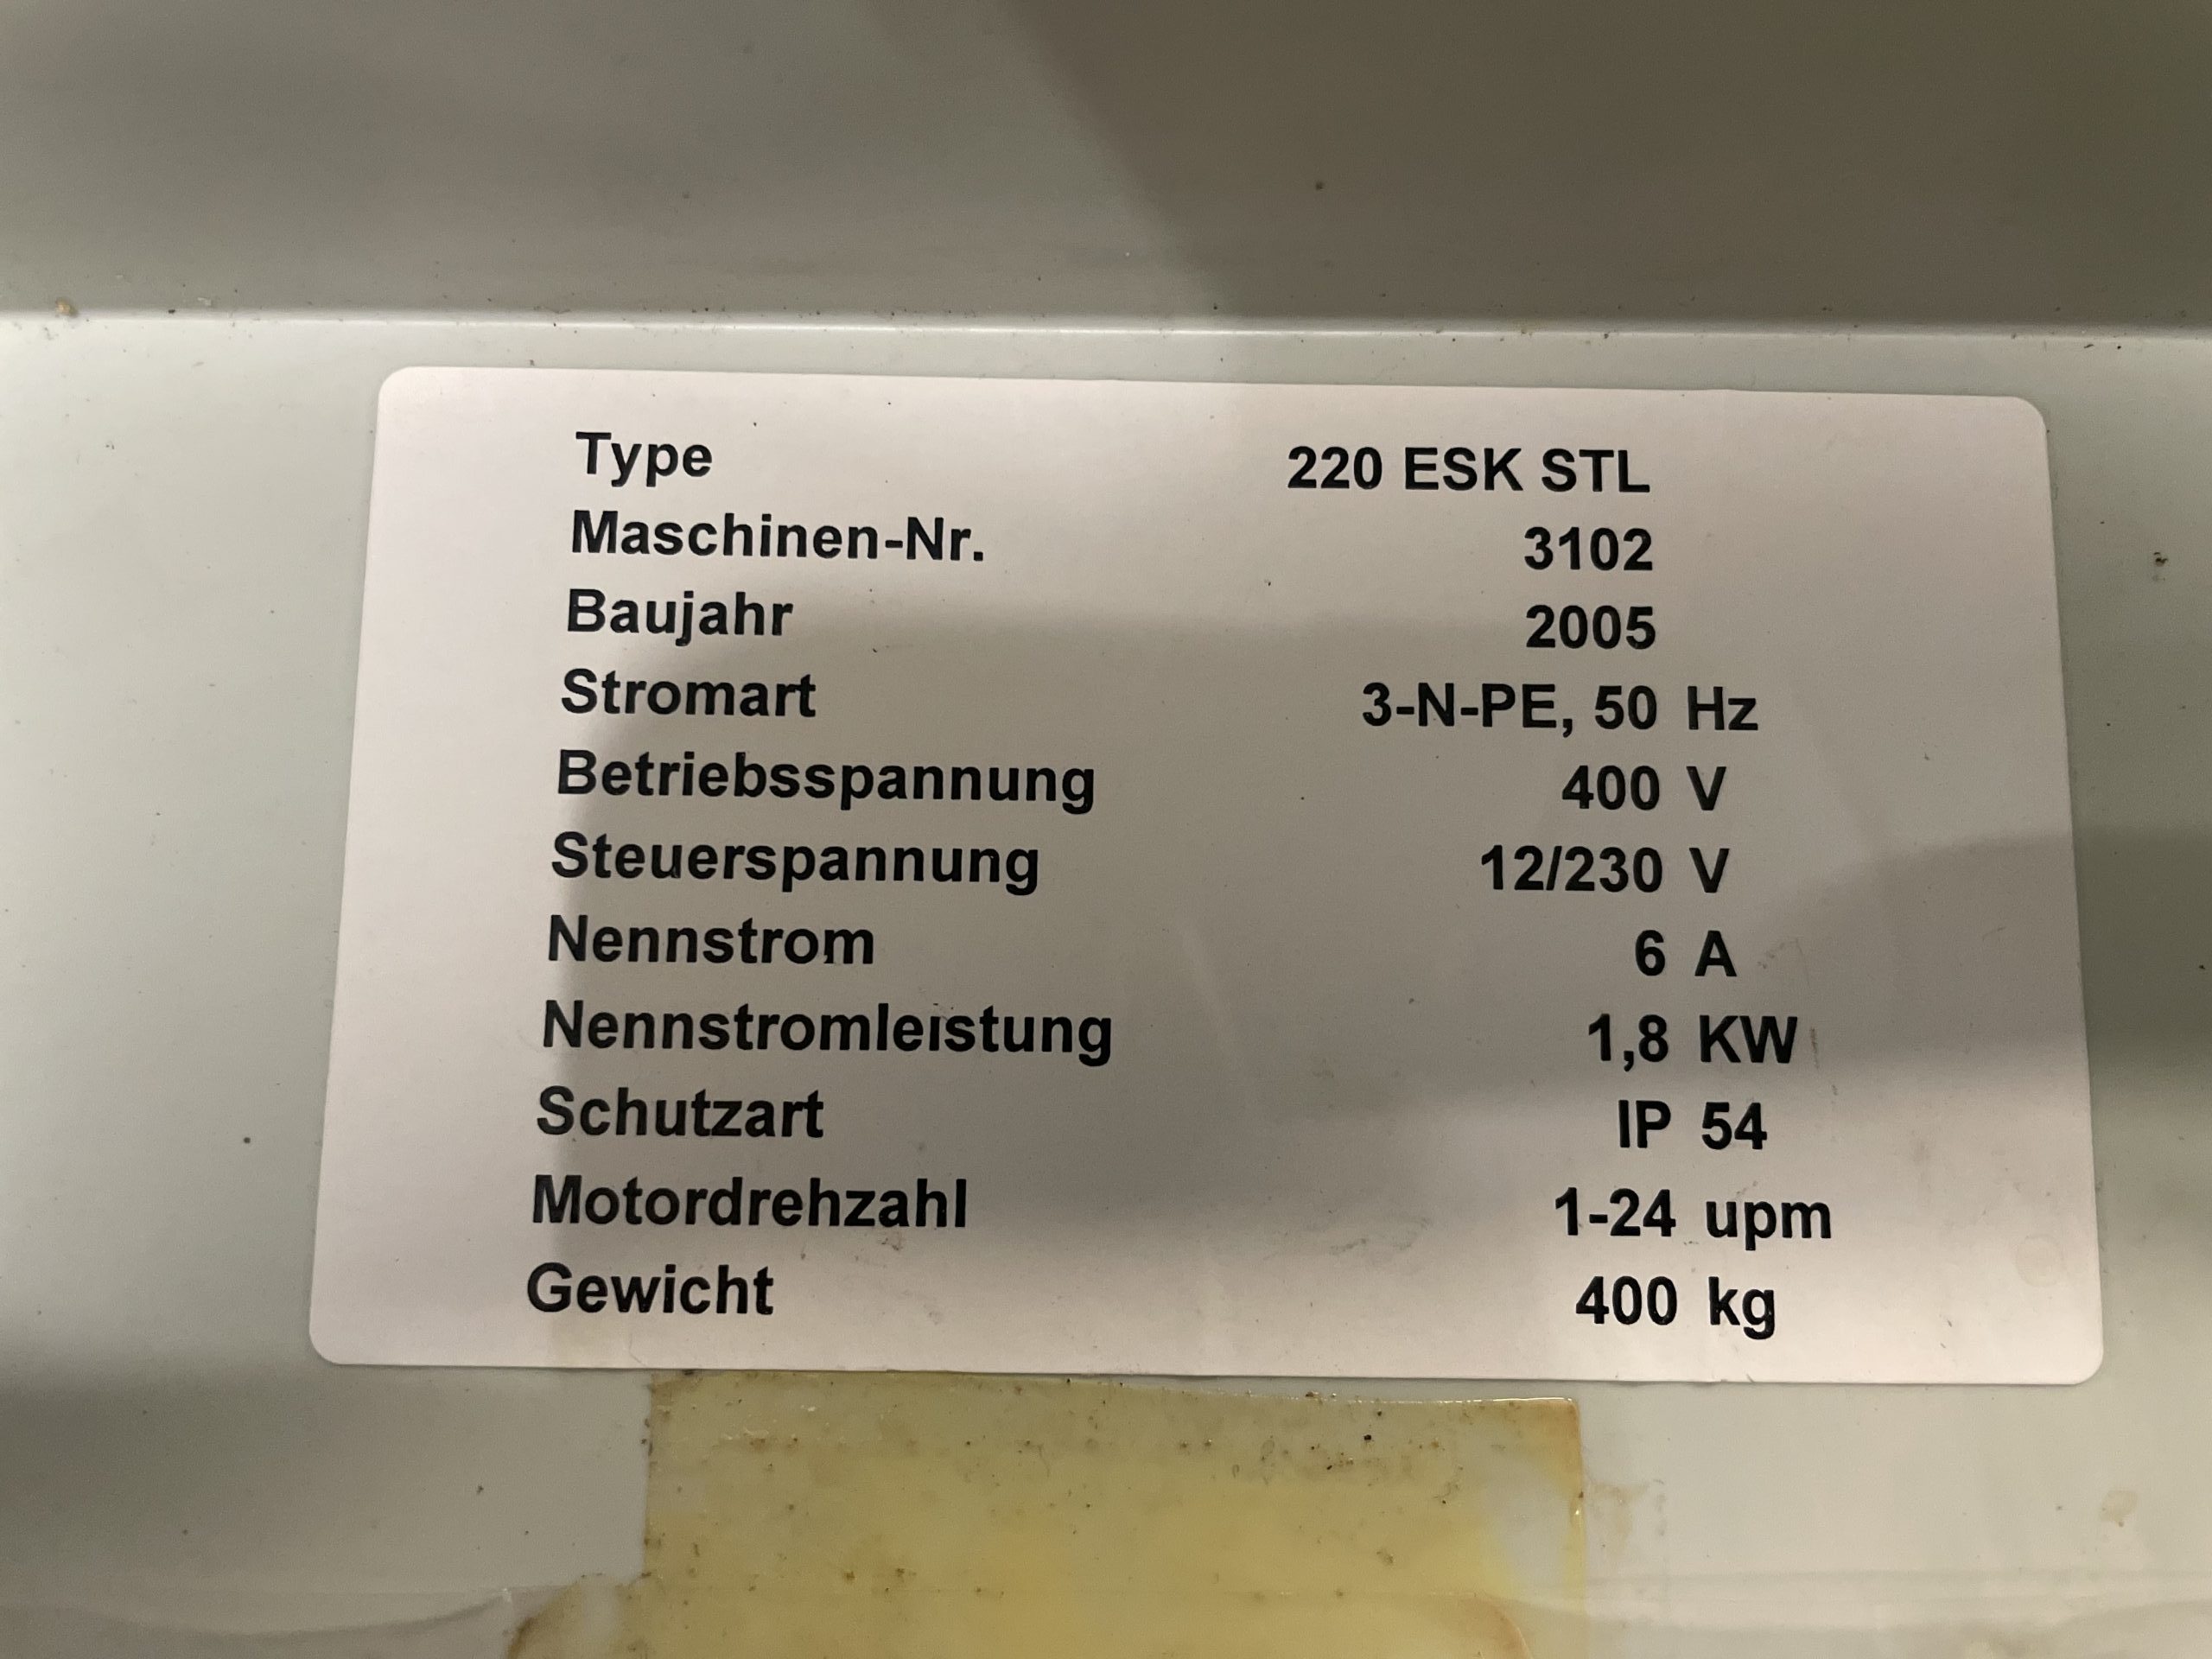 Type 220 ESK STL
Maschinen-Nr. 3102
Baujahr 2005
Stromart 3-N-PE, 50 Hz
Betriebsspannung 400 V
Steuerspannung 12/230 V
Nennstrom 6 A
Nennstromleistung 1,8 KW
Schutzart IP 54
Motordrehzahl 1-24 upm
Gewicht 400 kg